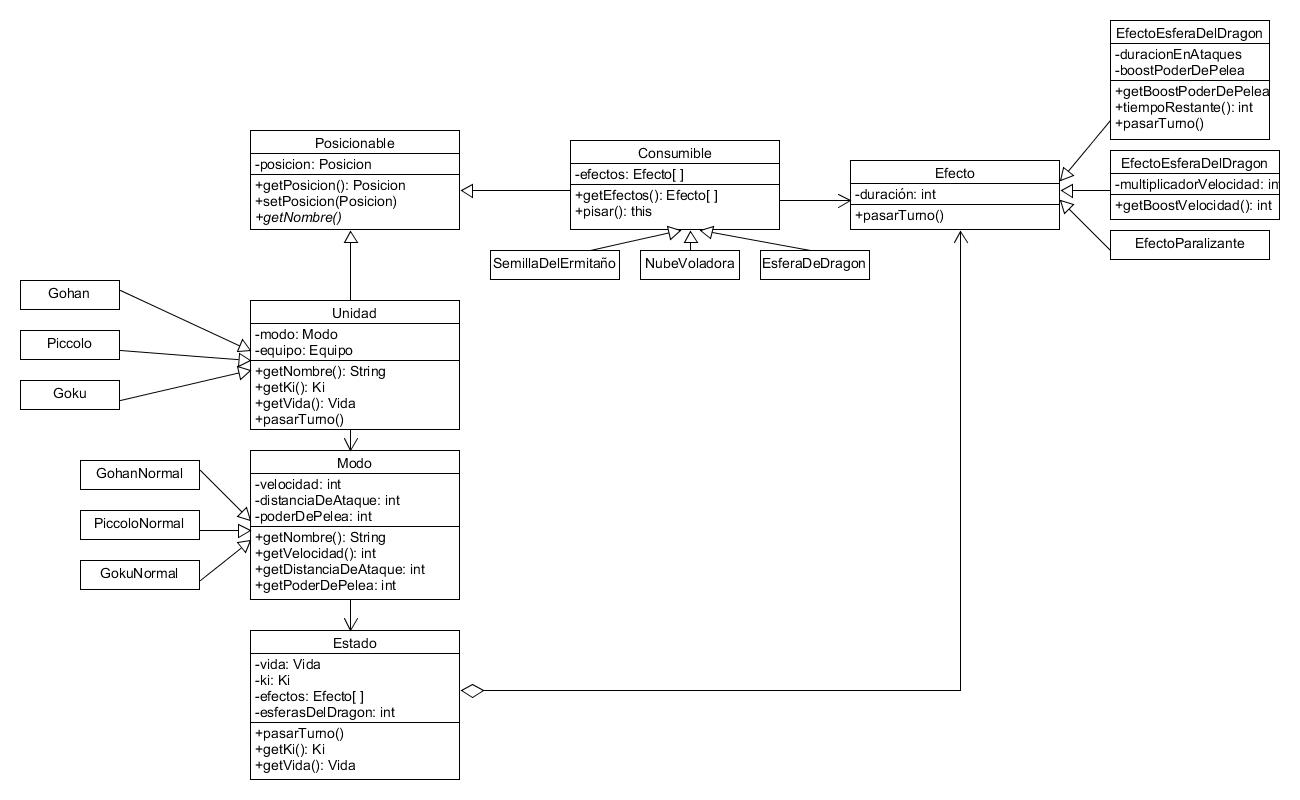 EfectoEsferaDelDragon
-duracionEnAtaques
-boostPoderDePelea
+getBoostPoderDePelea
+tiempoRestante(): int
+pasarTurno()
Posicionable
-posicion: Posicion
+getPosicion(): Posicion
+setPosicion(Posicion)
+getNombre()
Consumible
-efectos: Efecto[ ]
+getEfectos(): Efecto[ ]
+pisar(): this
Efecto
-duración: int
+pasarTurno()
EfectoEsferaDelDragon
-multiplicadorVelocidad: in
+getBoostVelocidad(): int
EfectoParalizante
SemillaDelErmitaño
NubeVoladora
EsferaDeDragon
Gohan
Piccolo
Goku
Unidad
-modo: Modo
-equipo: Equipo
+getNombre(): String
+getKi(): Ki
+getVida(): Vida
+pasarTurno()
GohanNormal
PiccoloNormal
GokuNormal
Modo
-velocidad: int
-distanciaDeAtaque: int
-poderDePelea: int
+getNombre(): String
+getVelocidad(): int
+getDistanciaDeAtaque: int
+getPoderDePelea: int
Estado
-vida: Vida
-ki: Ki
-efectos: Efecto[ ]
-esferasDelDragon: int
+pasarTurno()
+getKi(): Ki
+getVida(): Vida